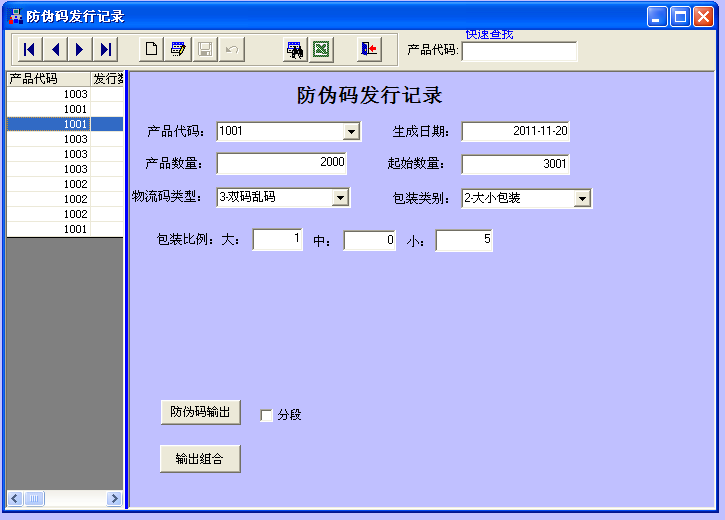 防伪码发行记录
快速查找
产品代码:
产品代码 发行数
1003
1001
1001
1003
1003
1003
1002
1002
1002
1001
防伪码发行记录
产品代码: 1001 生成日期: 2011-11-20
产品数量: 2000 起始数量: 3001
物流码类型: 3-双码乱码 包装类别: 2-大小包装
包装比例: 大: 1 中: 0 小: 5
防伪码输出 分段
输出组合